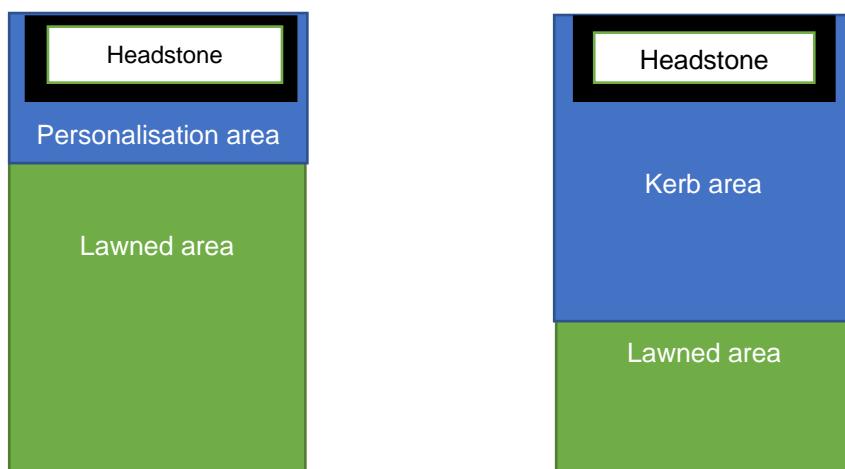 Headstone
Personalisation area
Lawned area
Headstone
Kerb area
Lawned area